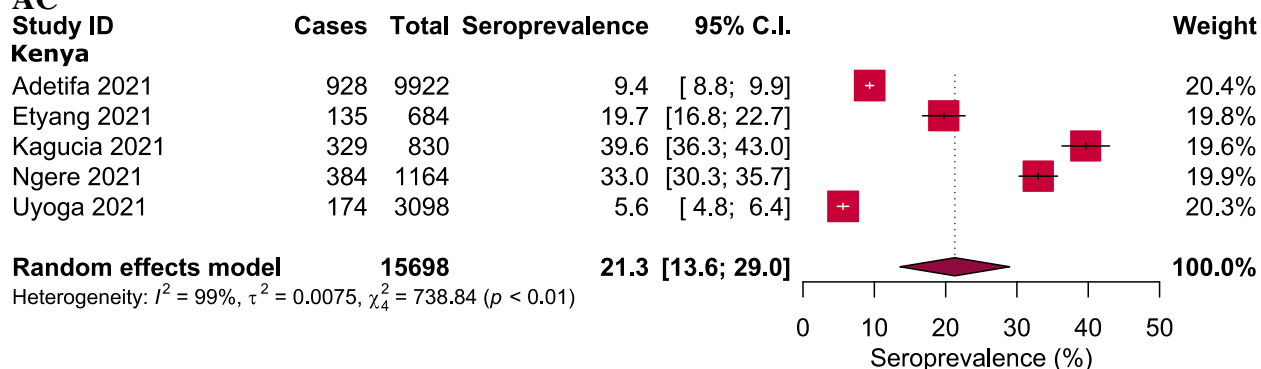 AC
Study ID Cases Total Seroprevalence 95% C.I. Weight
Kenya
Adetifa 2021 928 9922 9.4 [ 8.8; 9.9] 20.4%
Etyang 2021 135 684 19.7 [16.8; 22.7] 19.8%
Kagucia 2021 329 830 39.6 [36.3; 43.0] 19.6%
Ngere 2021 384 1164 33.0 [30.3; 35.7] 19.9%
Uyoga 2021 174 3098 5.6 [ 4.8; 6.4] 20.3%
Random effects model 15698 21.3 [13.6; 29.0] 100.0%
Heterogeneity: I² = 99%, τ² = 0.0075, χ²₄ = 738.84 (p < 0.01)
0 10 20 30 40 50
Seroprevalence (%)